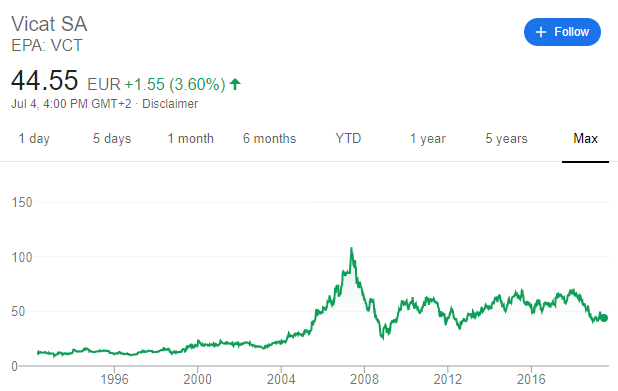 Vicat SA
EPA: VCT
+ Follow
44.55 EUR +1.55 (3.60%)
Jul 4, 4:00 PM GMT+2 · Disclaimer
1 day 5 days 1 month 6 months YTD 1 year 5 years Max
150
100
50
0
1996 2000 2004 2008 2012 2016